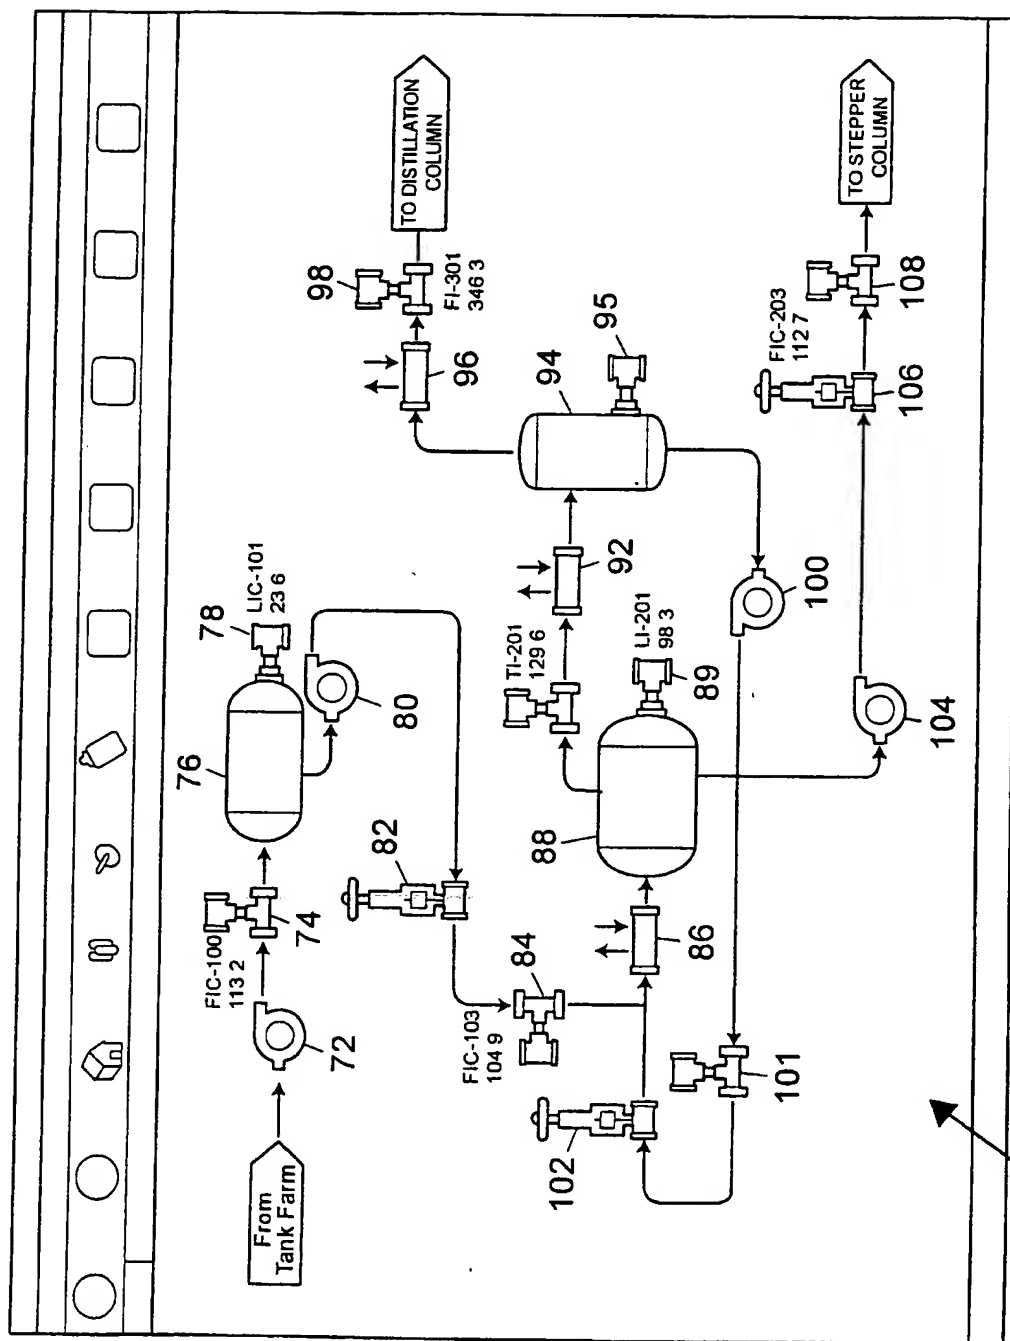 From
Tank Farm
72
FIC-100
113 2
74
76
78
LIC-101
23 6
80
82
FIC-103
104 9
84
102
86
88
89
LI-201
98 3
TI-201
129 6
92
94
95
96
98
FI-301
346 3
TO DISTILLATION
COLUMN
100
101
104
FIC-203
112 7
106
108
TO STEPPER
COLUMN